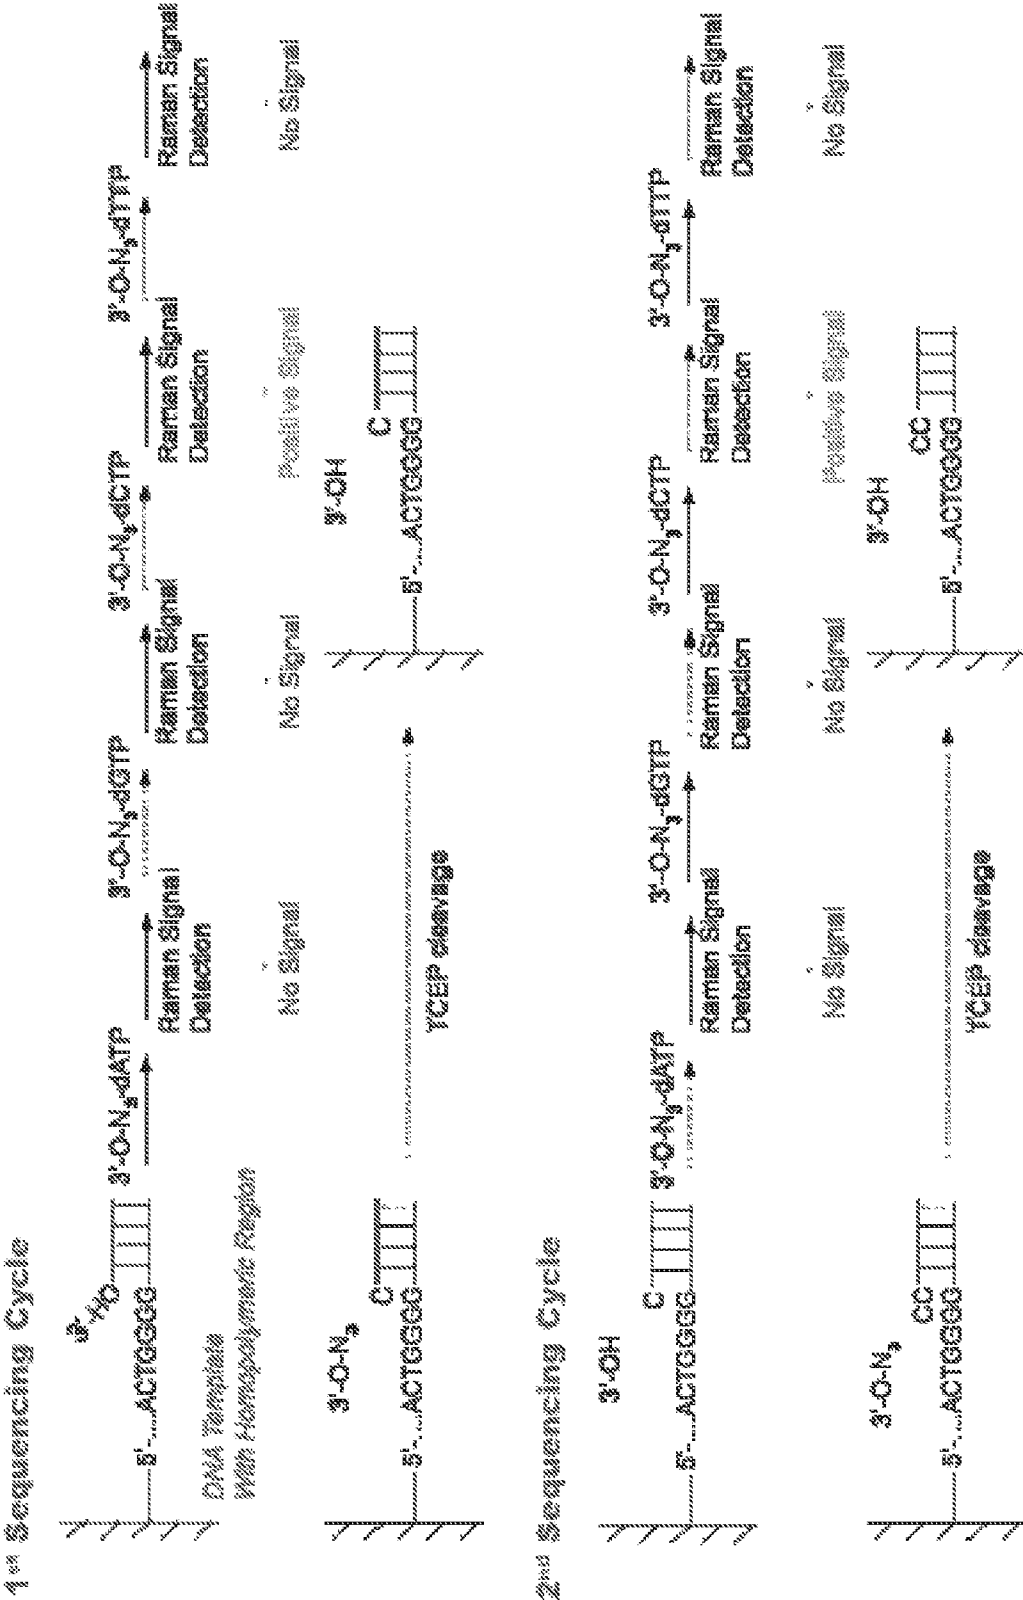 1st Sequencing Cycle
3'-HO
5'-....ACTGGGG
DNA Template
With Homopolymeric Region
3'-O-N3-dATP
Raman Signal
Detection
No Signal
3'-O-N3-dGTP
Raman Signal
Detection
No Signal
3'-O-N3-dCTP
Raman Signal
Detection
Positive Signal
3'-O-N3-dTTP
Raman Signal
Detection
No Signal
3'-O-N3
C
5'-....ACTGGGG
TCEP cleavage
3'-OH
C
5'-....ACTGGGG
2nd Sequencing Cycle
3'-OH
C
5'-....ACTGGGG
3'-O-N3-dATP
Raman Signal
Detection
No Signal
3'-O-N3-dGTP
Raman Signal
Detection
No Signal
3'-O-N3-dCTP
Raman Signal
Detection
Positive Signal
3'-O-N3-dTTP
Raman Signal
Detection
No Signal
3'-O-N3
CC
5'-....ACTGGGG
TCEP cleavage
3'-OH
CC
5'-....ACTGGGG